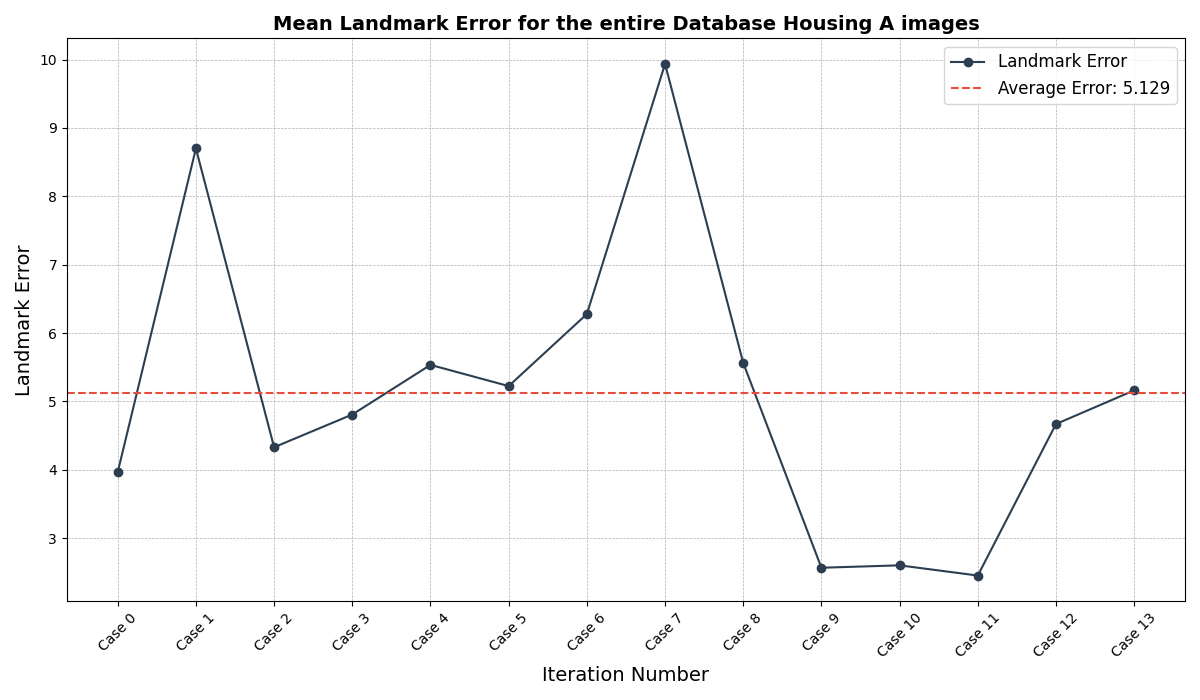 Mean Landmark Error for the entire Database Housing A images
Landmark Error
Average Error: 5.129
Landmark Error
10
9
8
7
6
5
4
3
Case 0
Case 1
Case 2
Case 3
Case 4
Case 5
Case 6
Case 7
Case 8
Case 9
Case 10
Case 11
Case 12
Case 13
Iteration Number